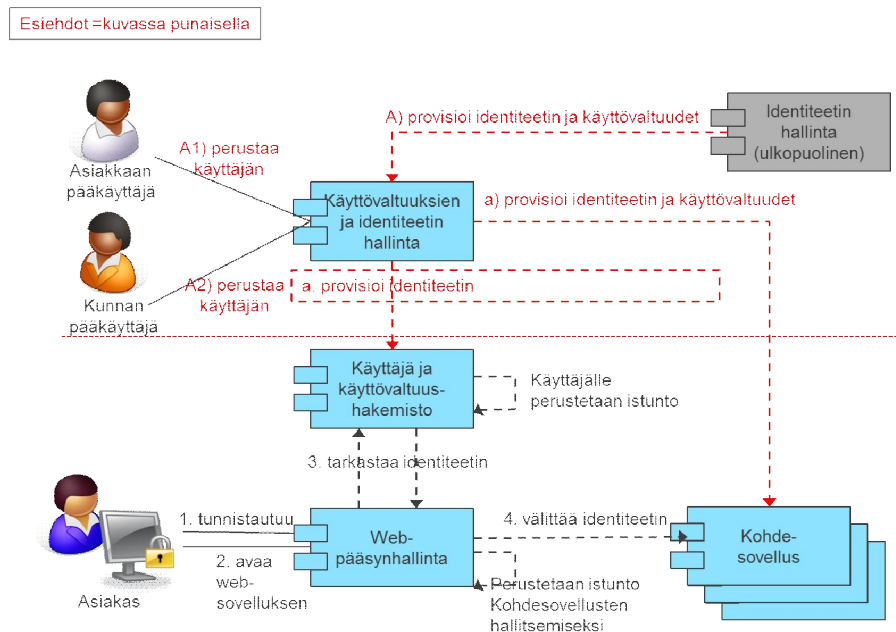 Esiehdot =kuvassa punaisella
A) provisioi identiteetin ja käyttövaltuudet
Identiteetin
hallinta
(ulkopuolinen)
A1) perustaa
käyttäjän
Asiakkaan
pääkäyttäjä
Käyttövaltuuksien
ja identiteetin
hallinta
a) provisioi identiteetin ja käyttövaltuudet
A2) perustaa
käyttäjän
a. provisioi identiteetin
Kunnan
pääkäyttäjä
Käyttäjä ja
käyttövaltuus-
hakemisto
Käyttäjälle
perustetaan istunto
3. tarkastaa identiteetin
1. tunnistautuu
2. avaa
web-
sovelluksen
Web-
pääsynhallinta
4. välittää identiteetin
Kohde-
sovellus
Perustetaan istunto
Kohdesovellusten
hallitsemiseksi
Asiakas